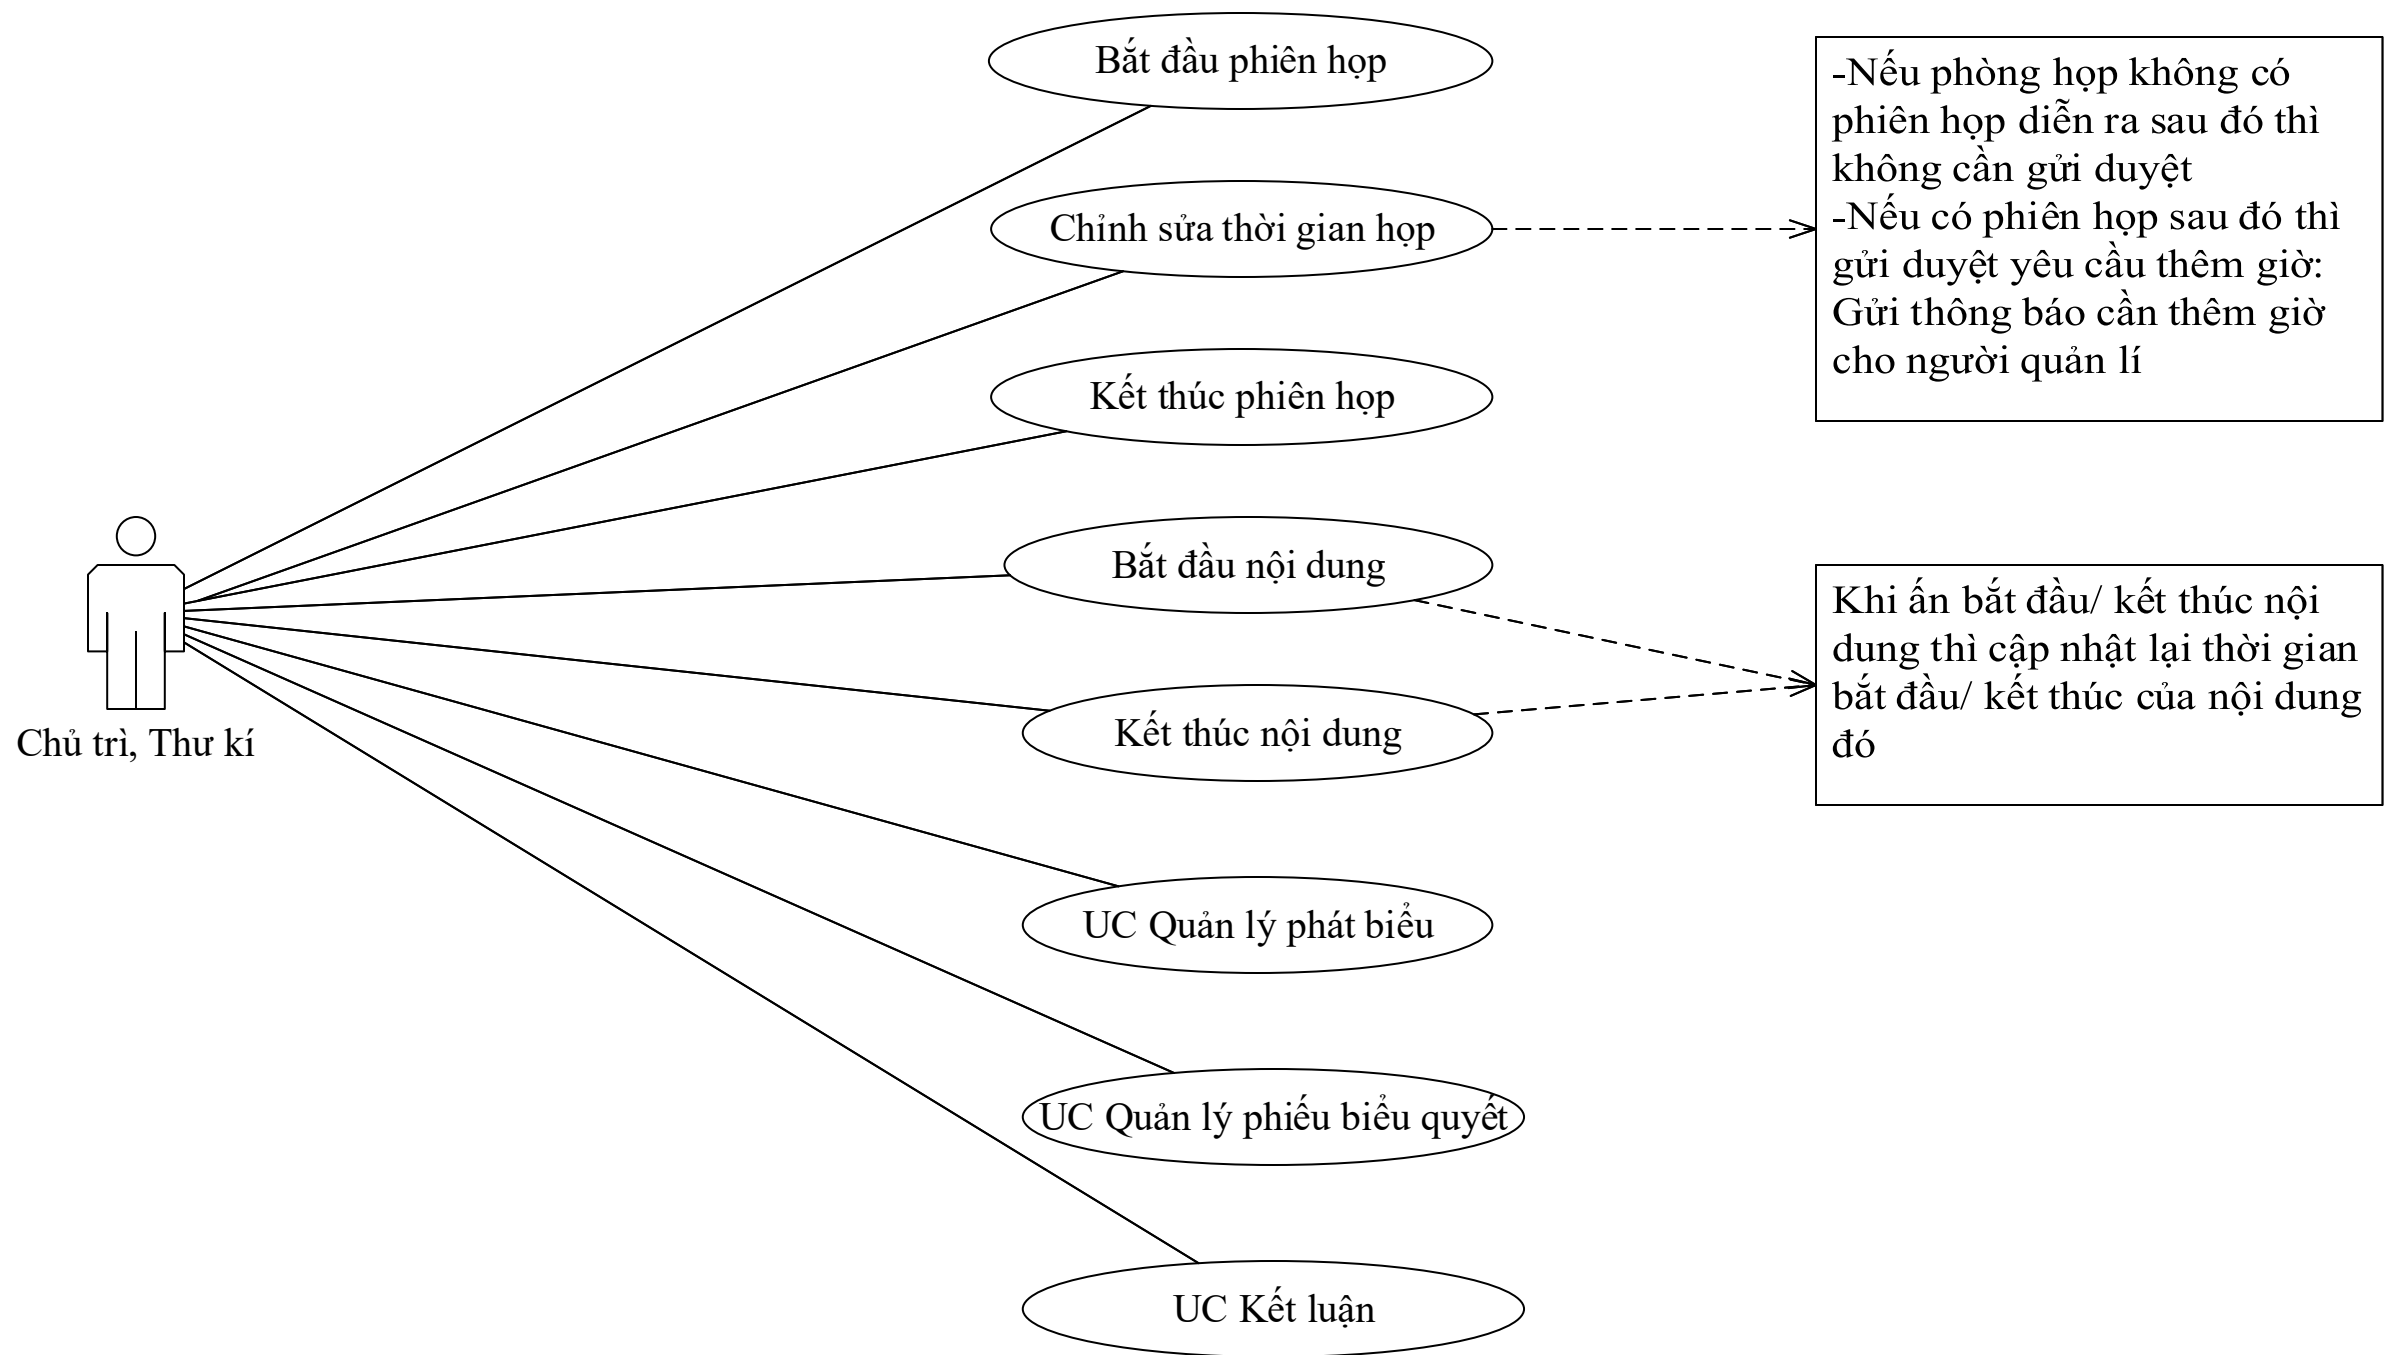 Bắt đầu phiên họp
-Nếu phòng họp không có
phiên họp diễn ra sau đó thì
không cần gửi duyệt
-Nếu có phiên họp sau đó thì
gửi duyệt yêu cầu thêm giờ:
Gửi thông báo cần thêm giờ
cho người quản lí
Chỉnh sửa thời gian họp
Kết thúc phiên họp
Bắt đầu nội dung
Khi ấn bắt đầu/ kết thúc nội
dung thì cập nhật lại thời gian
bắt đầu/ kết thúc của nội dung
đó
Kết thúc nội dung
Chủ trì, Thư kí
UC Quản lý phát biểu
UC Quản lý phiếu biểu quyết
UC Kết luận